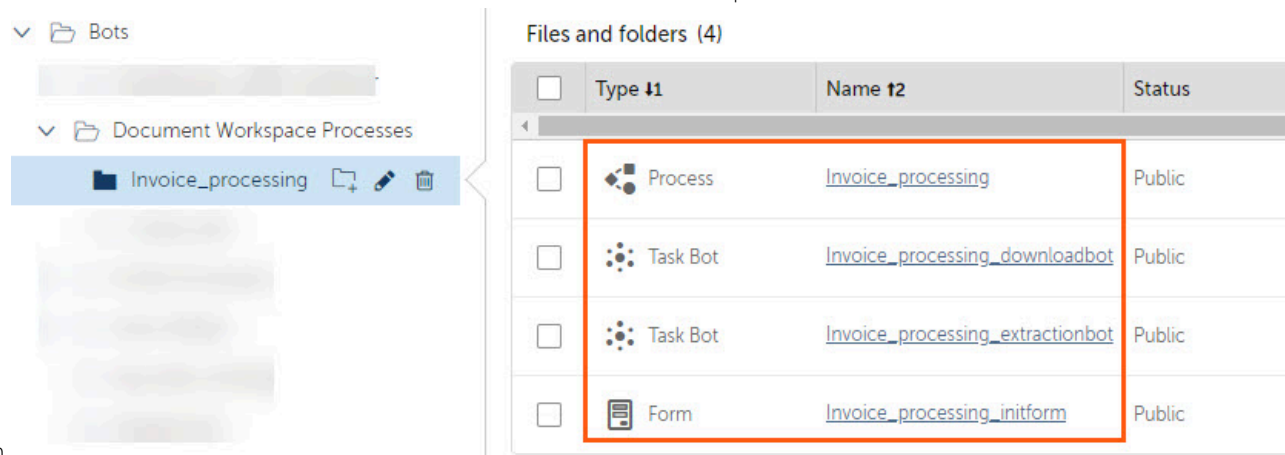 Bots
Document Workspace Processes
Invoice_processing
Files and folders (4)
Type ↓1 Name ↑2 Status
Process Invoice_processing Public
Task Bot Invoice_processing_downloadbot Public
Task Bot Invoice_processing_extractionbot Public
Form Invoice_processing_initform Public